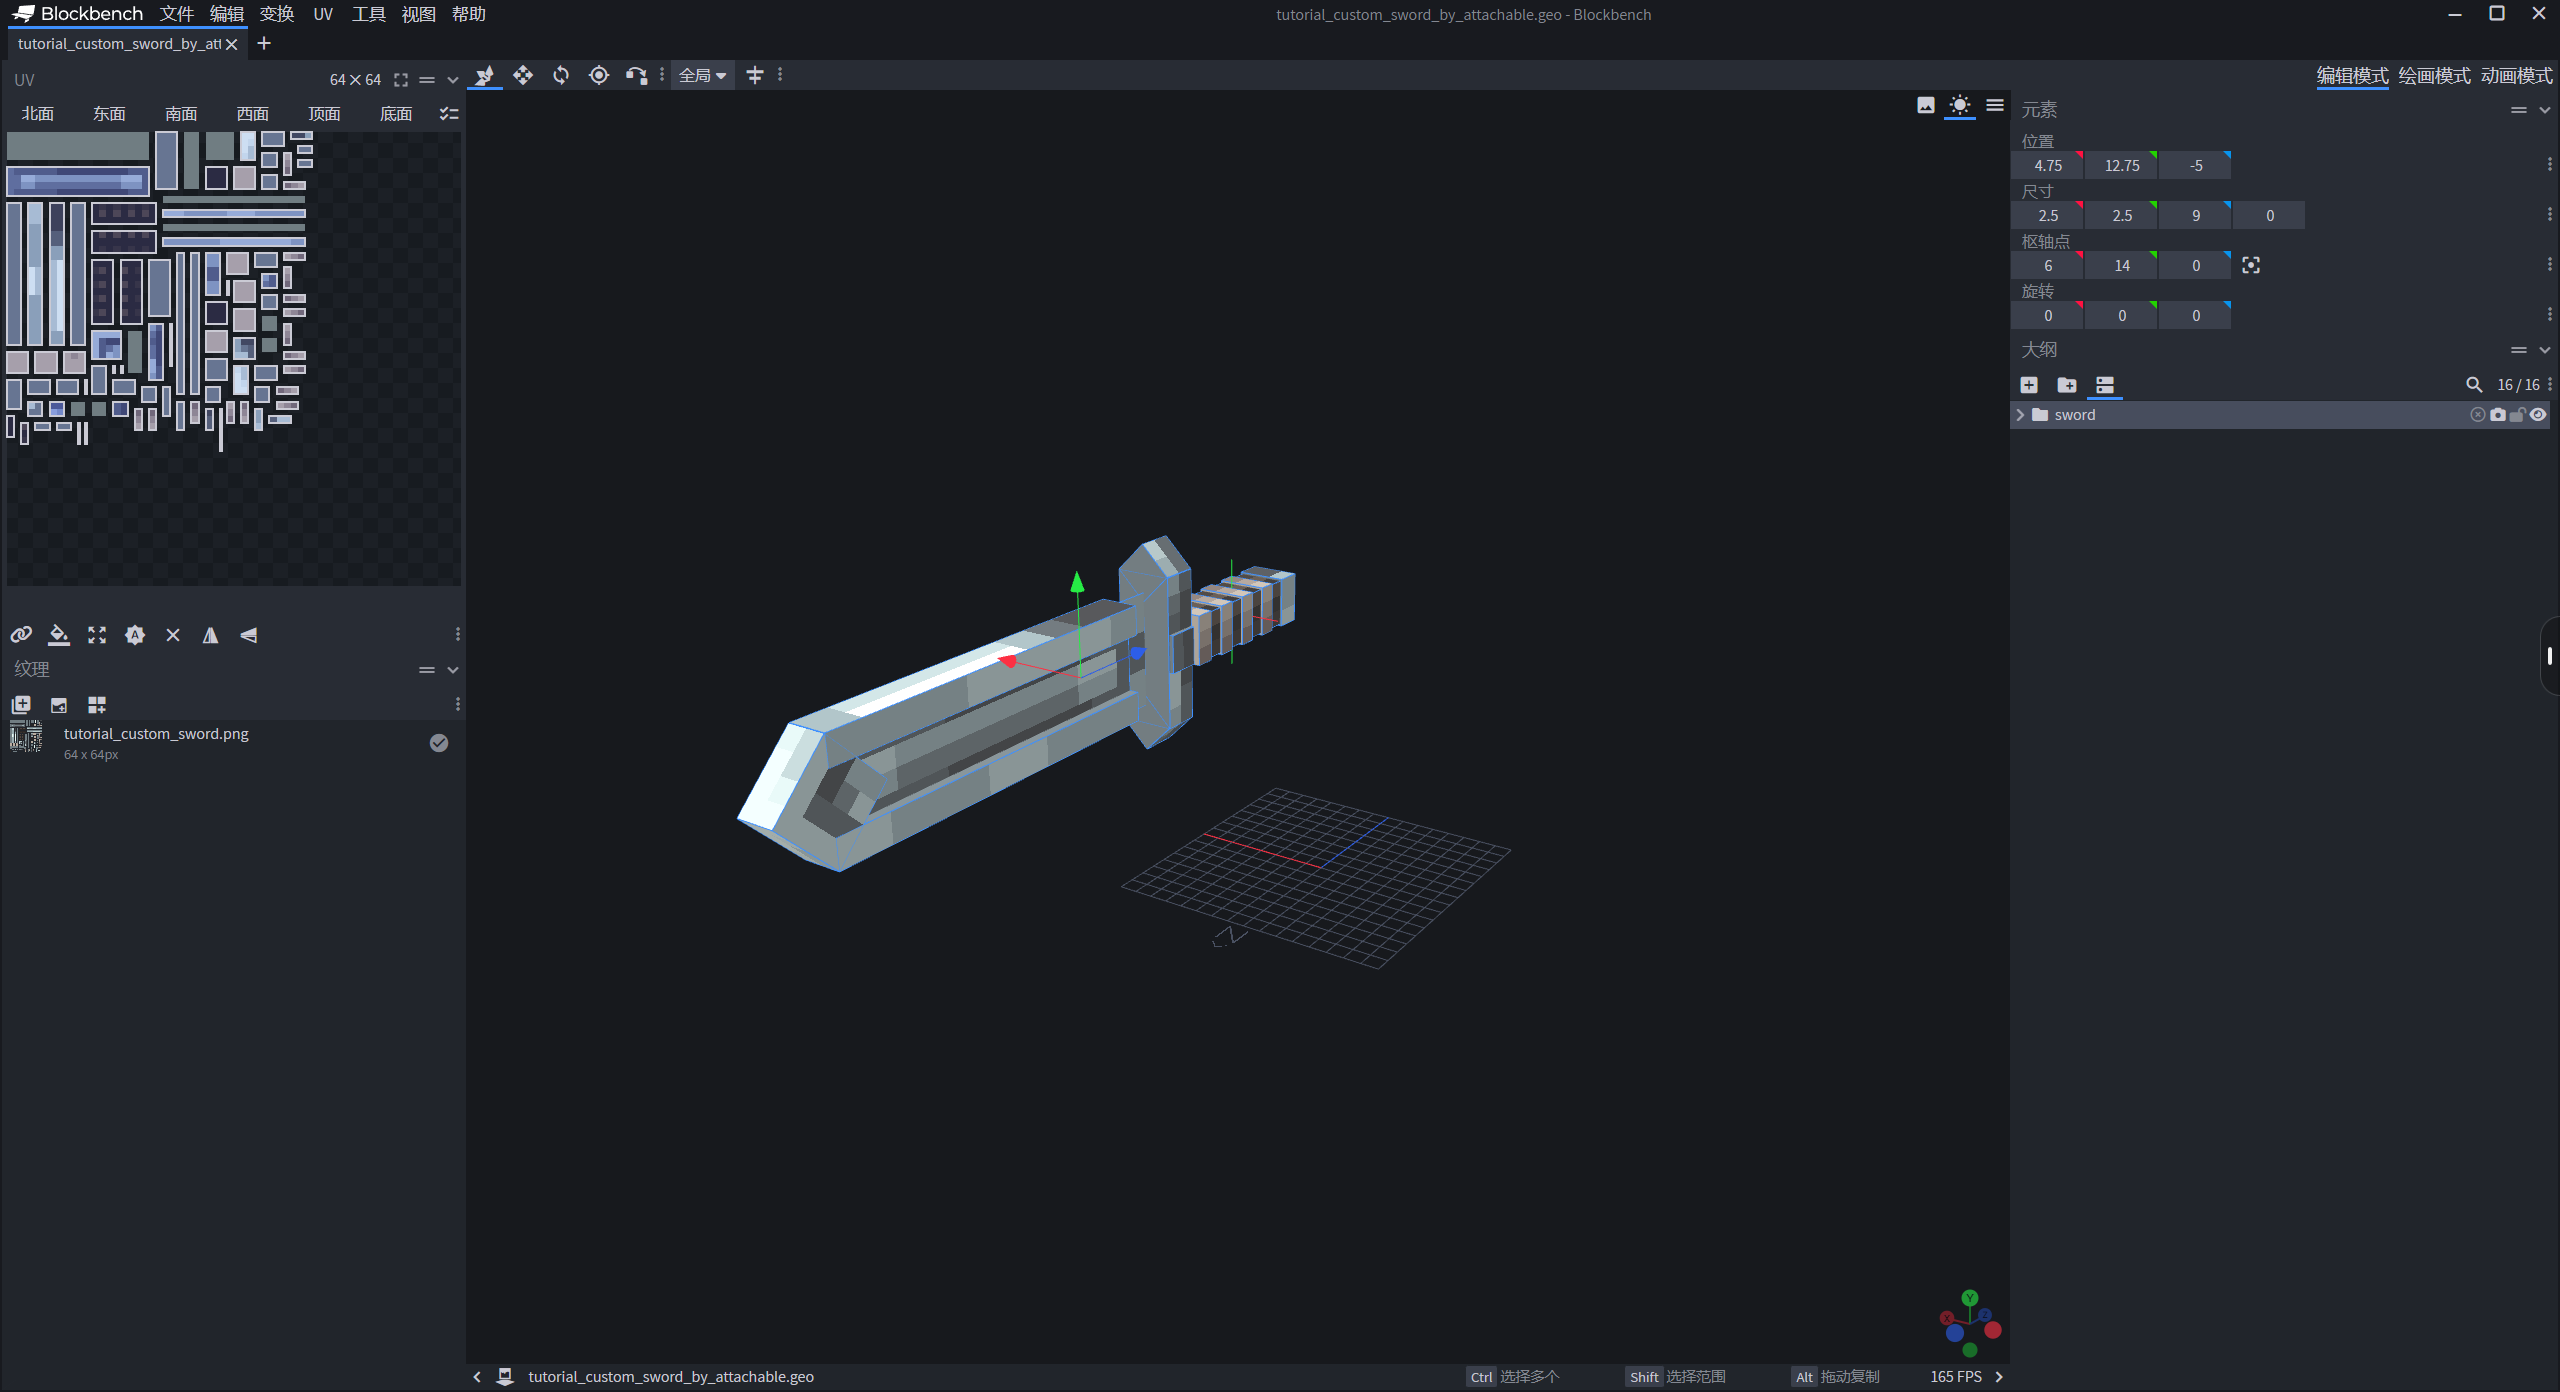 Blockbench 文件 编辑 变换 UV 工具 视图 帮助
tutorial_custom_sword_by_attachable.geo - Blockbench
tutorial_custom_sword_by_att
UV 64 × 64
全局
编辑模式 绘画模式 动画模式
北面 东面 南面 西面 顶面 底面
元素
位置
4.75 12.75 -5
尺寸
2.5 2.5 9 0
枢轴点
6 14 0
旋转
0 0 0
大纲
16 / 16
sword
纹理
tutorial_custom_sword.png
64 x 64px
Y
X
Z
tutorial_custom_sword_by_attachable.geo
Ctrl 选择多个 Shift 选择范围 Alt 拖动复制 165 FPS